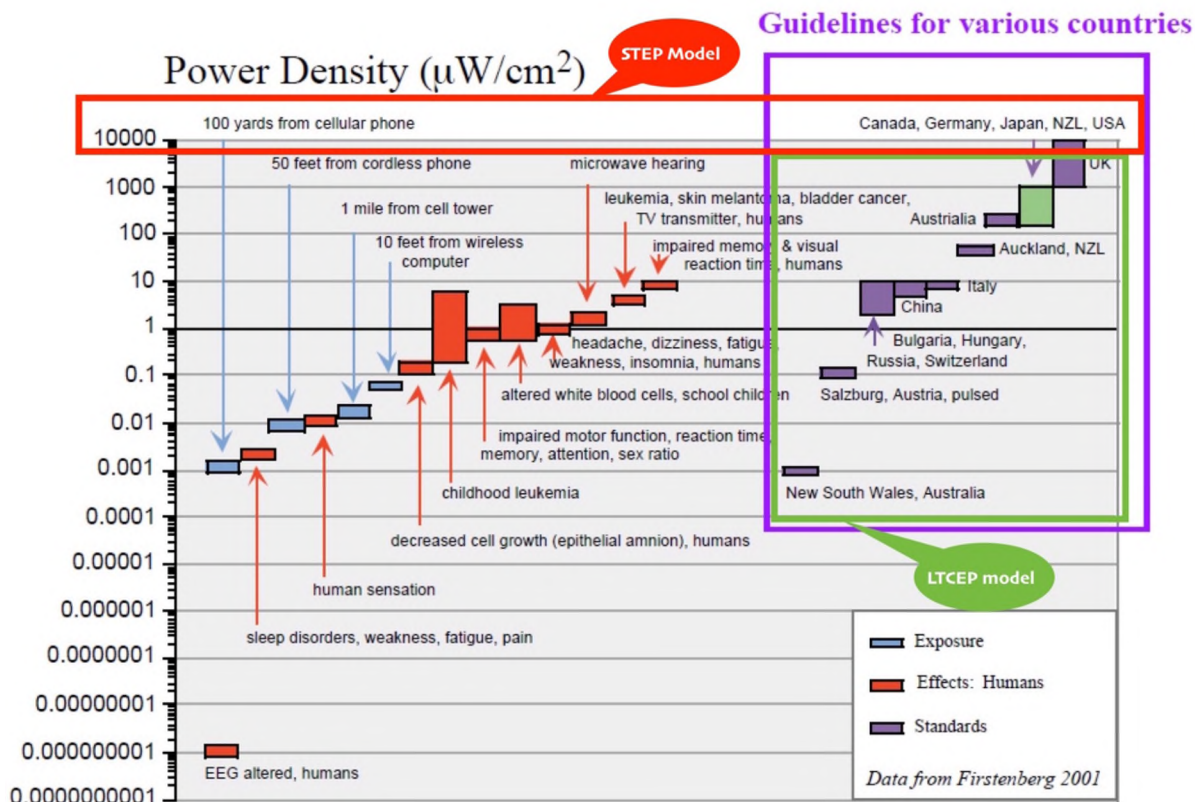 Guidelines for various countries
STEP Model
Power Density (µW/cm²)
100 yards from cellular phone
Canada, Germany, Japan, NZL, USA
10000
50 feet from cordless phone
microwave hearing
UK
1000
leukemia, skin melantoma, bladder cancer,
TV transmitter, humans
1 mile from cell tower
Austrialia
100
10 feet from wireless
computer
impaired memory & visual
reaction time, humans
Auckland, NZL
10
Italy
China
1
headache, dizziness, fatigue,
weakness, insomnia, humans
Bulgaria, Hungary,
Russia, Switzerland
0.1
altered white blood cells, school children
Salzburg, Austria, pulsed
0.01
impaired motor function, reaction time,
memory, attention, sex ratio
0.001
childhood leukemia
New South Wales, Australia
0.0001
decreased cell growth (epithelial amnion), humans
0.00001
human sensation
LTCEP model
0.000001
sleep disorders, weakness, fatigue, pain
Exposure
0.0000001
Effects: Humans
0.00000001
Standards
0.000000001
EEG altered, humans
Data from Firstenberg 2001
0.0000000001